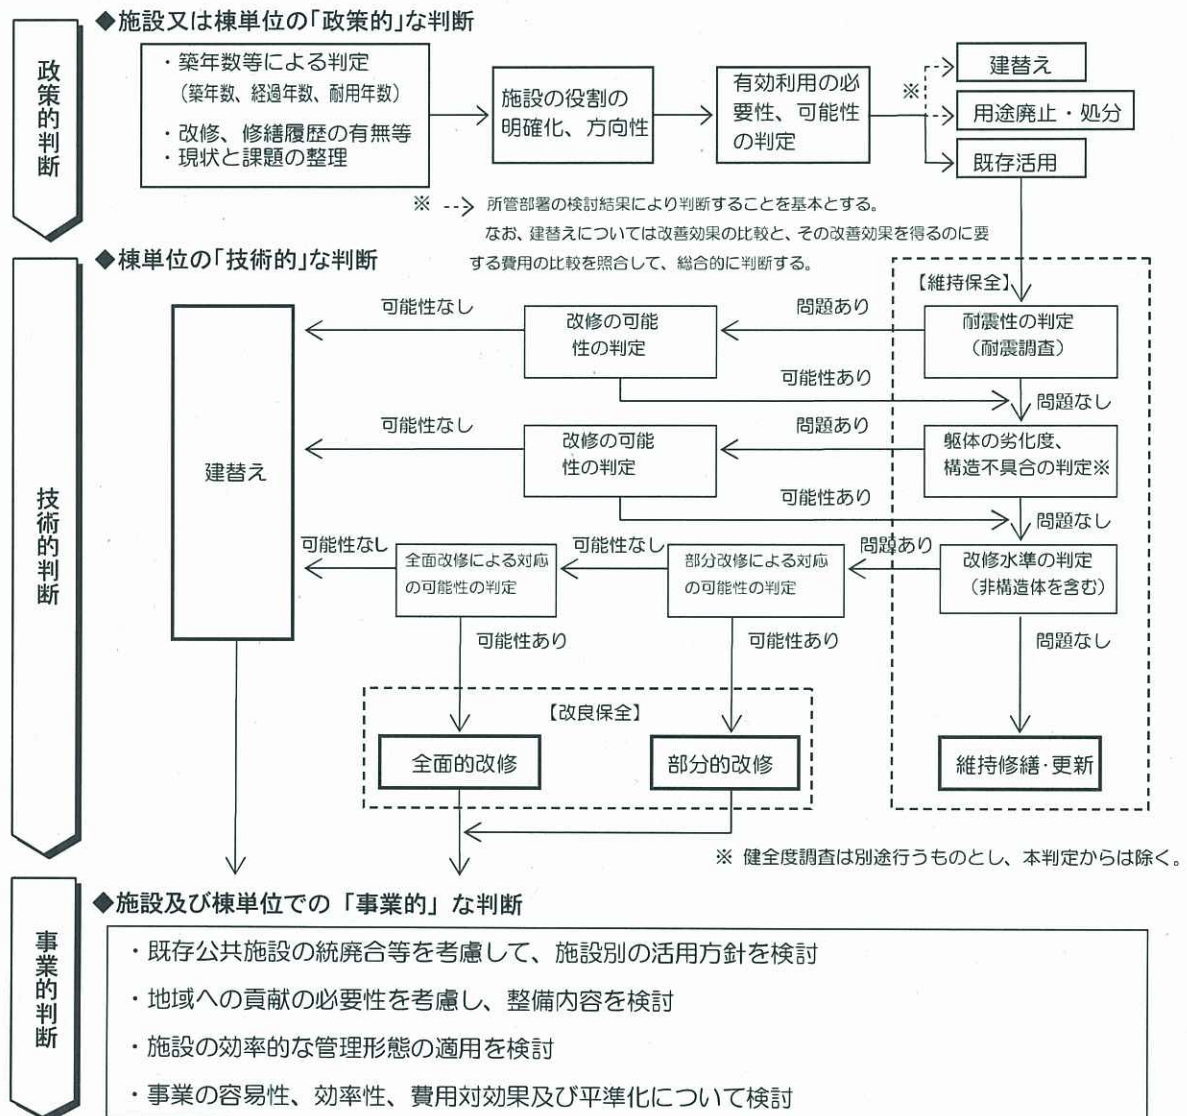 ◆施設又は棟単位の「政策的」な判断
政策的判断
・築年数等による判定
（築年数、経過年数、耐用年数）
・改修、修繕履歴の有無等
・現状と課題の整理
施設の役割の
明確化、方向性
有効利用の必
要性、可能性
の判定
※
建替え
用途廃止・処分
既存活用
※ --> 所管部署の検討結果により判断することを基本とする。
なお、建替えについては改善効果の比較と、その改善効果を得るのに要
する費用の比較を照合して、総合的に判断する。
◆棟単位の「技術的」な判断
技術的判断
【維持保全】
可能性なし
改修の可能
性の判定
問題あり
耐震性の判定
（耐震調査）
可能性あり
問題なし
可能性なし
改修の可能
性の判定
問題あり
躯体の劣化度、
構造不具合の判定※
建替え
可能性あり
問題なし
可能性なし
全面改修による対応
の可能性の判定
可能性なし
部分改修による対応
の可能性の判定
問題あり
改修水準の判定
（非構造体を含む）
可能性あり
可能性あり
問題なし
【改良保全】
全面的改修
部分的改修
維持修繕・更新
※ 健全度調査は別途行うものとし、本判定からは除く。
◆施設及び棟単位での「事業的」な判断
事業的判断
・既存公共施設の統廃合等を考慮して、施設別の活用方針を検討
・地域への貢献の必要性を考慮し、整備内容を検討
・施設の効率的な管理形態の適用を検討
・事業の容易性、効率性、費用対効果及び平準化について検討